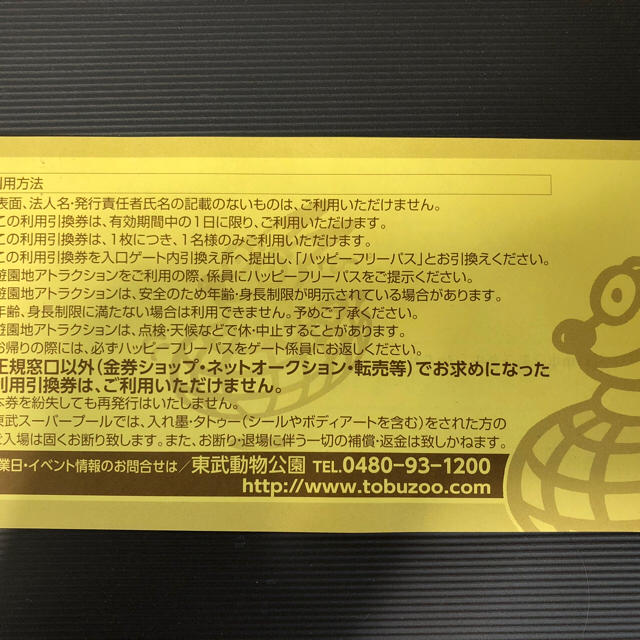 利用方法
表面、法人名・発行責任者氏名の記載のないものは、ご利用いただけません。
この利用引換券は、有効期間中の1日に限り、ご利用いただけます。
この利用引換券は、1枚につき、1名様のみご利用いただけます。
この利用引換券を入口ゲート内引換え所へ提出し、「ハッピーフリーパス」とお引換えください。
遊園地アトラクションをご利用の際、係員にハッピーフリーパスをご提示ください。
遊園地アトラクションは、安全のため年齢・身長制限が明示されている場合があります。
年齢、身長制限に満たない場合は利用できません。予めご了承ください。
遊園地アトラクションは、点検・天候などで休・中止することがあります。
お帰りの際には、必ずハッピーフリーパスをゲート係員にお返しください。
正規窓口以外(金券ショップ・ネットオークション・転売等)でお求めになった
利用引換券は、ご利用いただけません。
本券を紛失しても再発行はいたしません。
東武スーパープールでは、入れ墨・タトゥー(シールやボディアートを含む)をされた方の
ご入場は固くお断り致します。また、お断り・退場に伴う一切の補償・返金は致しかねます。
業日・イベント情報のお問合せは/東武動物公園 TEL.0480-93-1200
http://www.tobuzoo.com